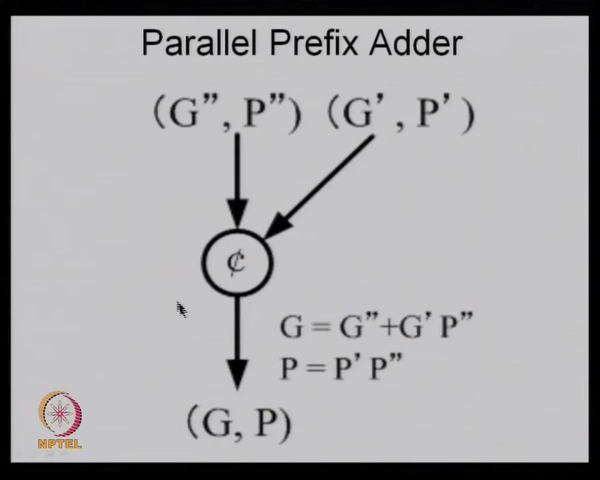 Parallel Prefix Adder
(G”, P”) (G’, P’)
¢
G = G”+G’ P”
P = P’ P”
(G, P)
NPTEL